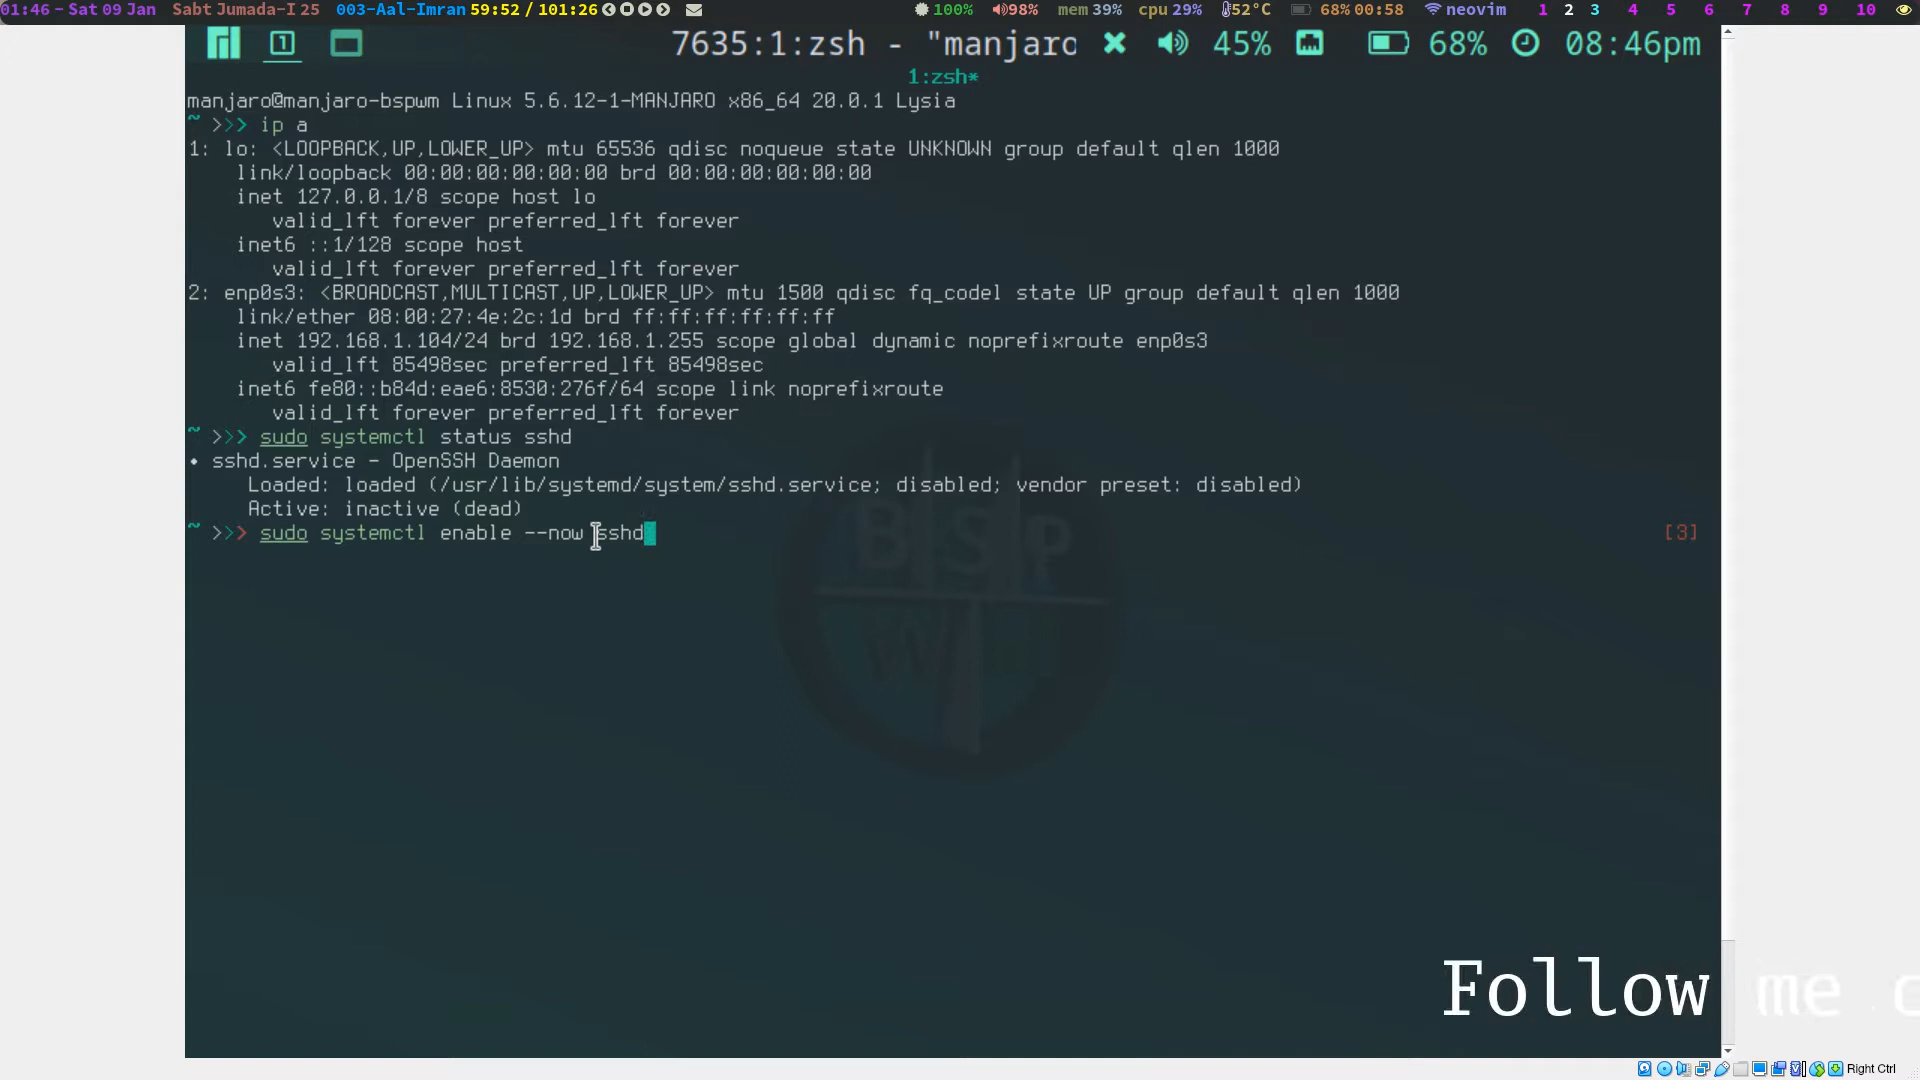 01:46 - Sat 09 Jan Sabt Jumada-I 25 003-Aal-Imran 59:52 / 101:26 100% 98% mem 39% cpu 29% 52°C 68% 00:58 neovim 1 2 3 4 5 6 7 8 9 10
1 7635:1:zsh - "manjaro 45% 68% 08:46pm
1:zsh*
manjaro@manjaro-bspwm Linux 5.6.12-1-MANJARO x86_64 20.0.1 Lysia
~ >>> ip a
1: lo: <LOOPBACK,UP,LOWER_UP> mtu 65536 qdisc noqueue state UNKNOWN group default qlen 1000
link/loopback 00:00:00:00:00:00 brd 00:00:00:00:00:00
inet 127.0.0.1/8 scope host lo
valid_lft forever preferred_lft forever
inet6 ::1/128 scope host
valid_lft forever preferred_lft forever
2: enp0s3: <BROADCAST,MULTICAST,UP,LOWER_UP> mtu 1500 qdisc fq_codel state UP group default qlen 1000
link/ether 08:00:27:4e:2c:1d brd ff:ff:ff:ff:ff:ff
inet 192.168.1.104/24 brd 192.168.1.255 scope global dynamic noprefixroute enp0s3
valid_lft 85498sec preferred_lft 85498sec
inet6 fe80::b84d:eae6:8530:276f/64 scope link noprefixroute
valid_lft forever preferred_lft forever
~ >>> sudo systemctl status sshd
• sshd.service - OpenSSH Daemon
Loaded: loaded (/usr/lib/systemd/system/sshd.service; disabled; vendor preset: disabled)
Active: inactive (dead)
~ >>> sudo systemctl enable --now sshd [3]
BSP
Follow me
Right Ctrl